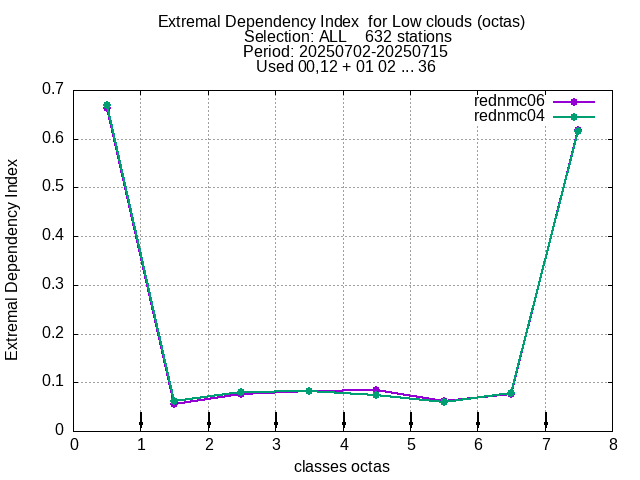 Extremal Dependency Index  for Low clouds (octas)
Selection: ALL    632 stations
Period: 20250702-20250715
Used 00,12 + 01 02 ... 36
rednmc06
rednmc04
0.7
0.6
0.5
0.4
0.3
0.2
0.1
0
Extremal Dependency Index
0 1 2 3 4 5 6 7 8
classes octas